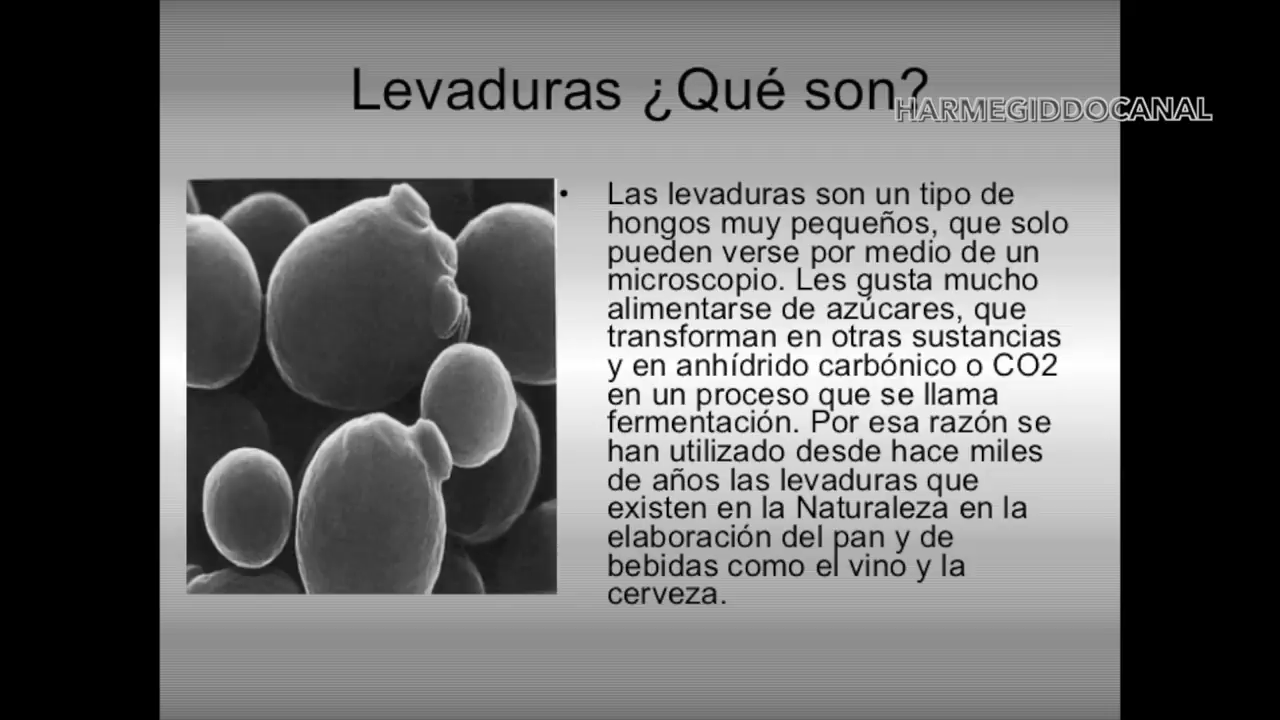 Levaduras ¿Qué son?
HARMEGIDDOCANAL
• Las levaduras son un tipo de
hongos muy pequeños, que solo
pueden verse por medio de un
microscopio. Les gusta mucho
alimentarse de azúcares, que
transforman en otras sustancias
y en anhídrido carbónico o CO2
en un proceso que se llama
fermentación. Por esa razón se
han utilizado desde hace miles
de años las levaduras que
existen en la Naturaleza en la
elaboración del pan y de
bebidas como el vino y la
cerveza.